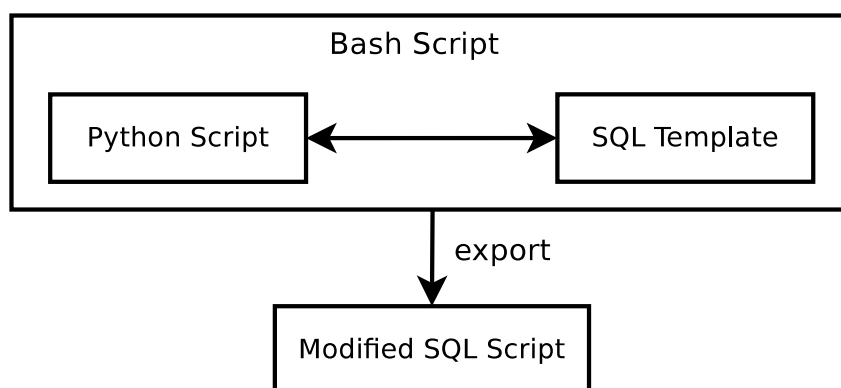 Bash Script
Python Script
SQL Template
export
Modified SQL Script